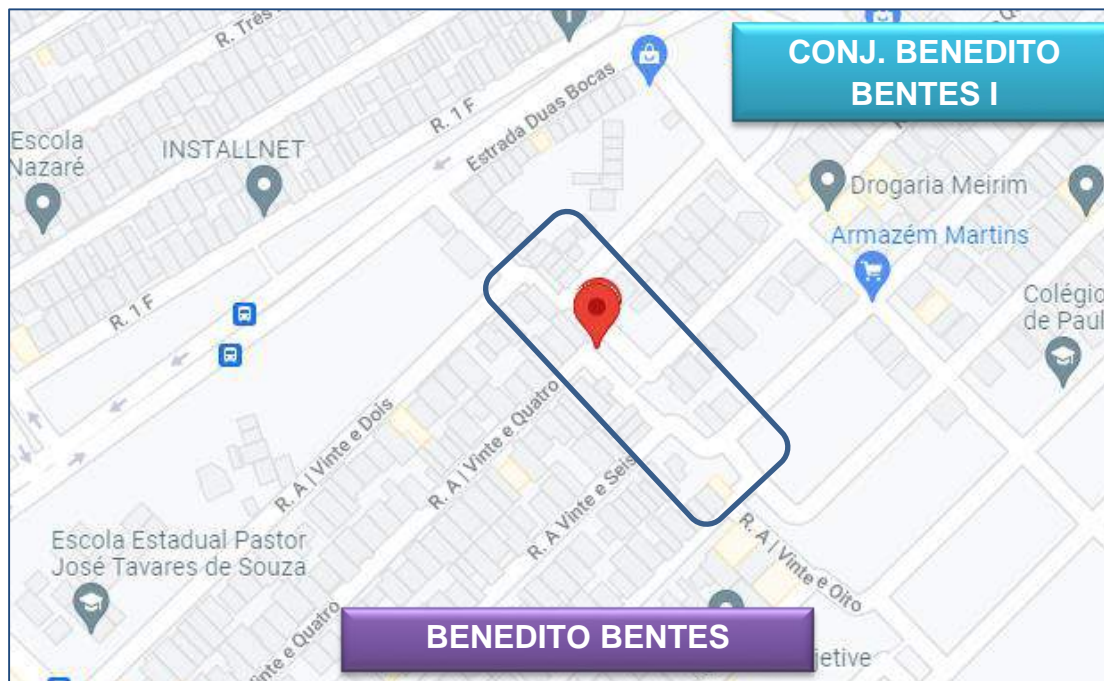 R. Três
CONJ. BENEDITO
BENTES I
R. 1 F
Estrada Duas Bocas
Escola
Nazaré
INSTALLNET
Drogaria Meirim
Armazém Martins
Colégio
de Paul
R. 1 F
R. A | Vinte e Dois
R. A | Vinte e Quatro
R. A Vinte e Seis
R. A | Vinte e Oito
Escola Estadual Pastor
José Tavares de Souza
Vinte e Quatro
BENEDITO BENTES
jetive